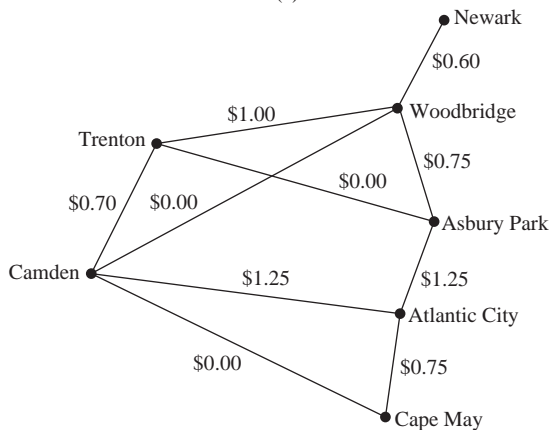 Newark
$0.60
Woodbridge
$1.00
Trenton
$0.75
$0.70
$0.00
$0.00
Asbury Park
Camden
$1.25
$1.25
Atlantic City
$0.00
$0.75
Cape May